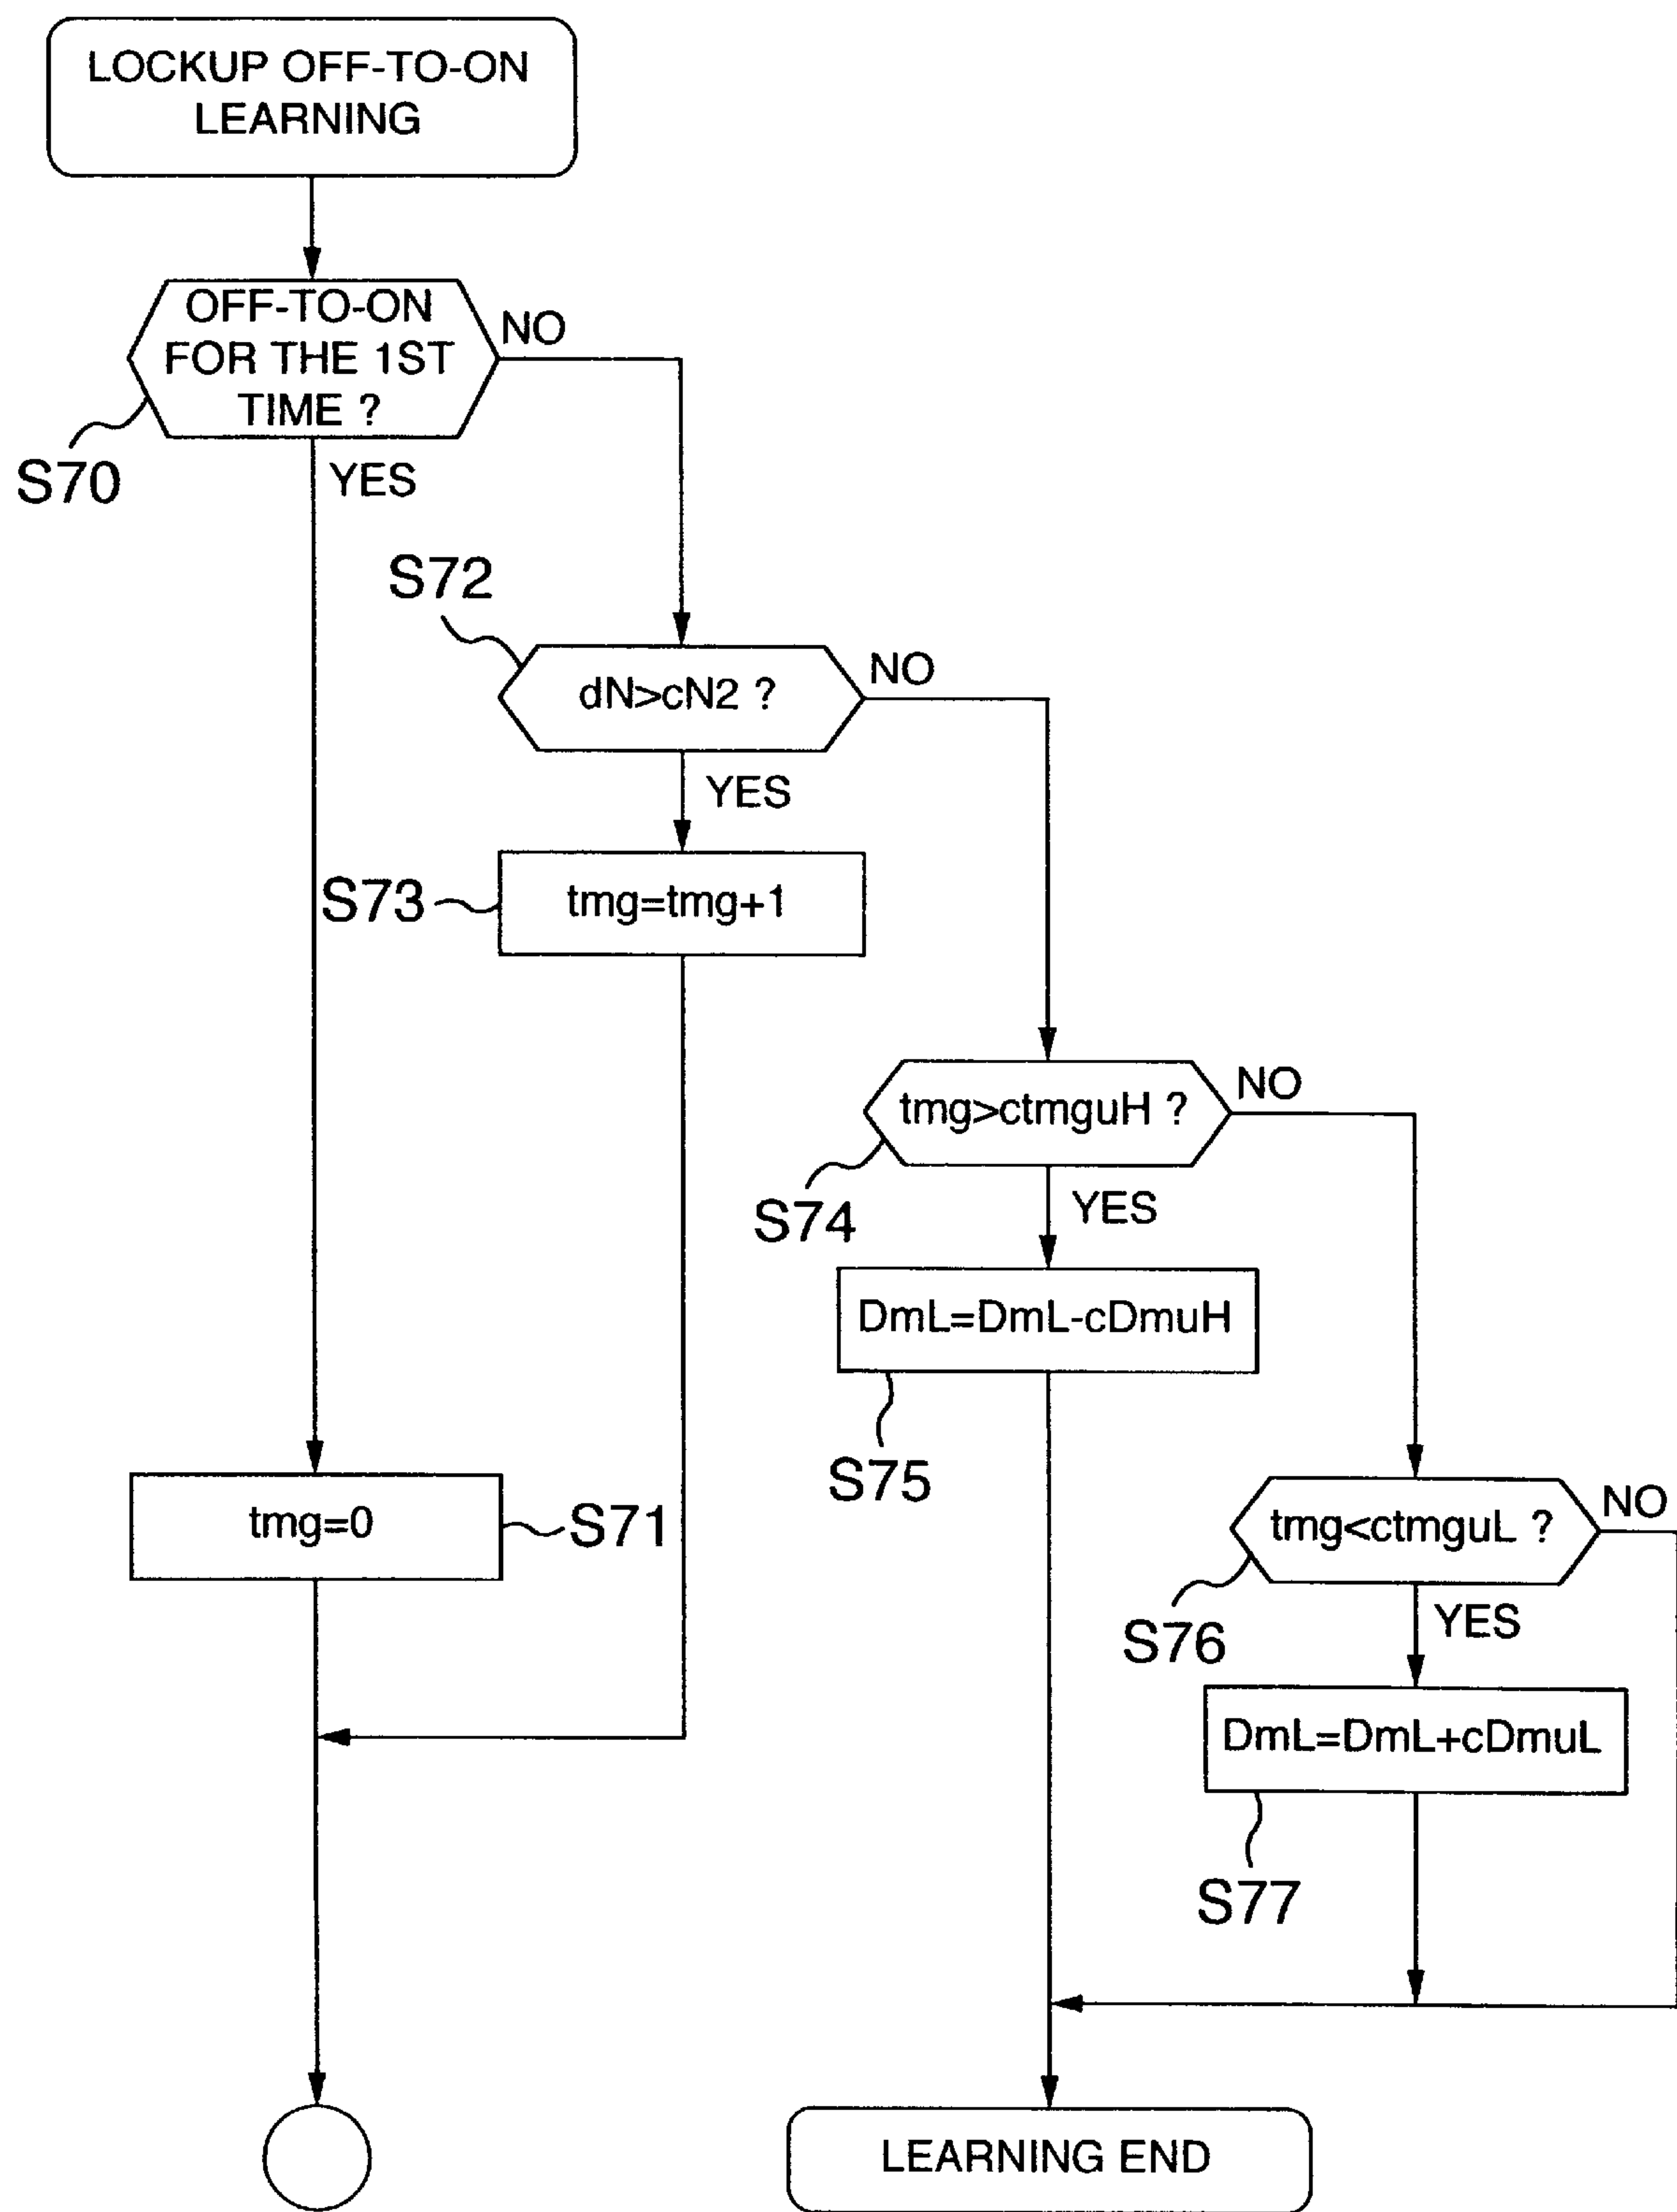 LOCKUP OFF-TO-ON
LEARNING
OFF-TO-ON
FOR THE 1ST
TIME ?
NO
S70
YES
S72
dN>cN2 ?
NO
YES
S73
tmg=tmg+1
tmg>ctmguH ?
NO
S74
YES
DmL=DmL-cDmuH
S75
tmg=0
S71
tmg<ctmguL ?
NO
S76
YES
DmL=DmL+cDmuL
S77
LEARNING END